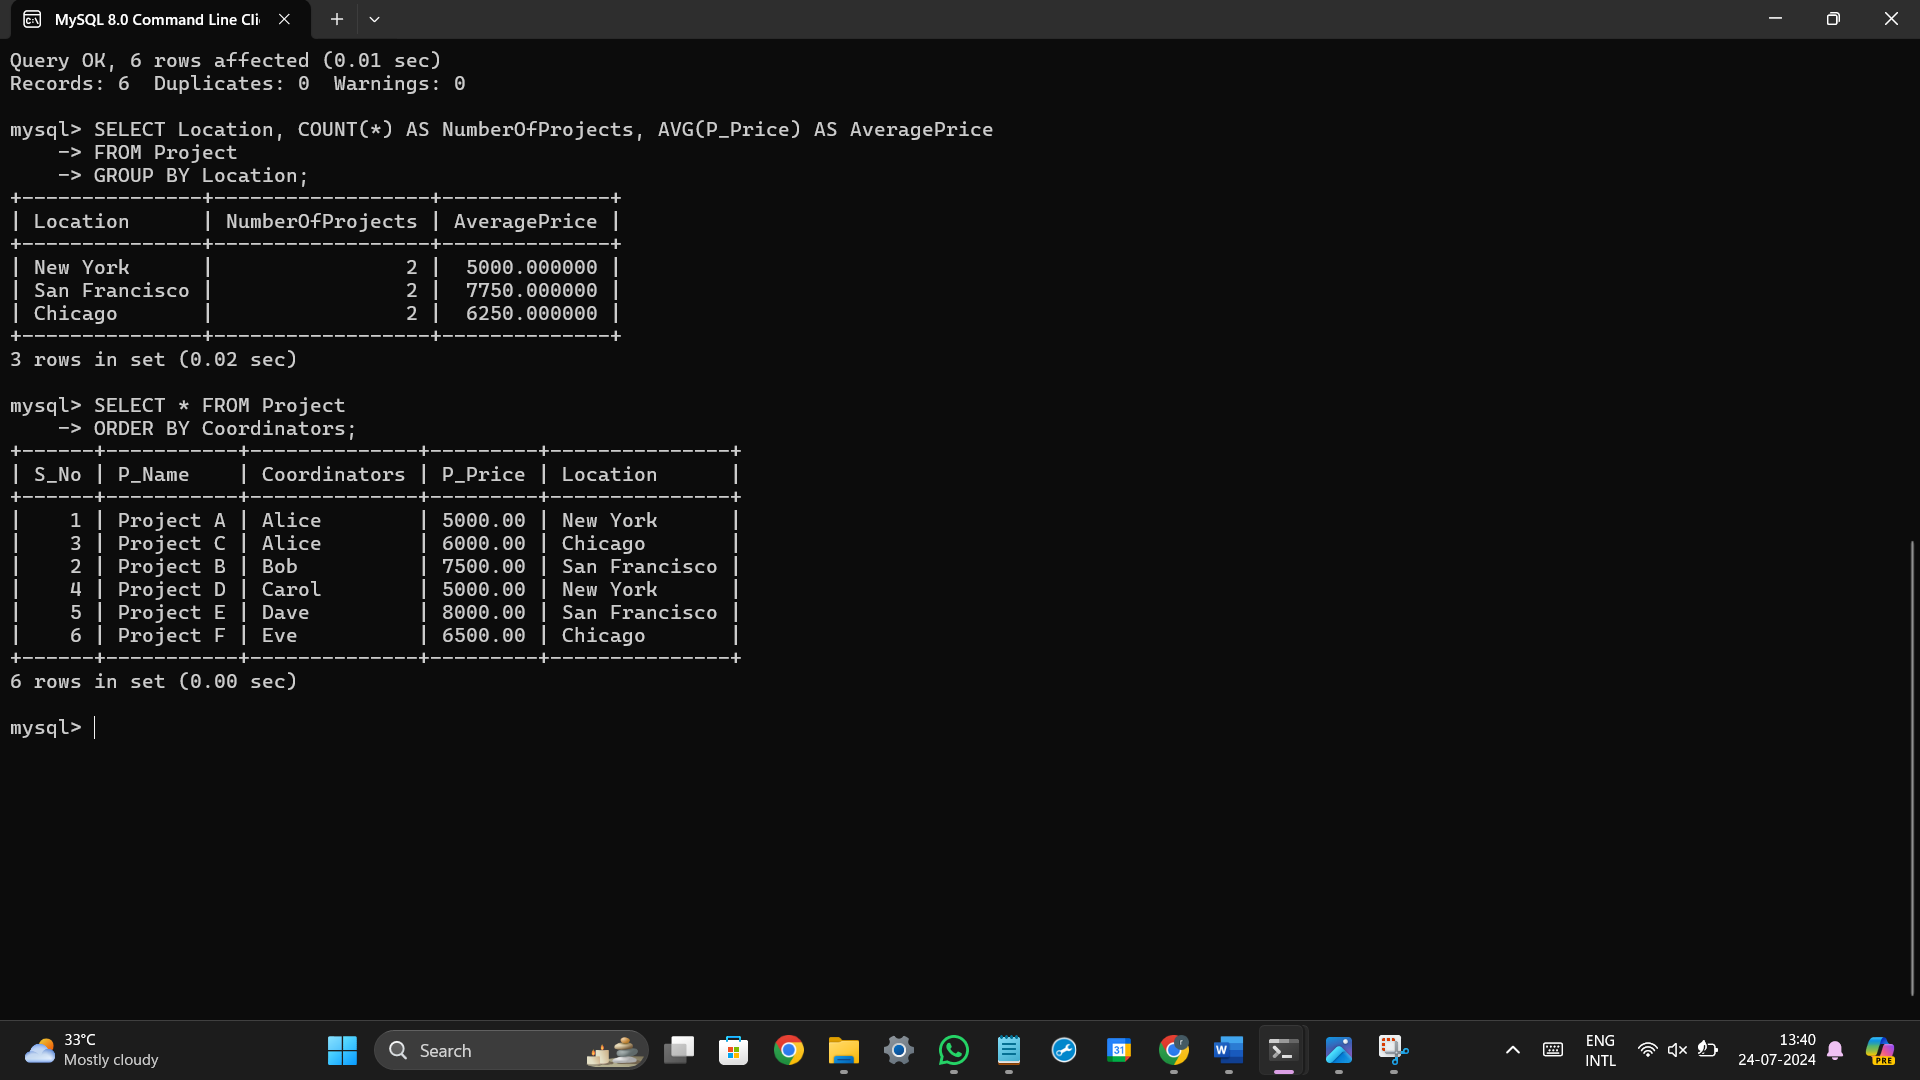 MySQL 8.0 Command Line Cli
Query OK, 6 rows affected (0.01 sec)
Records: 6  Duplicates: 0  Warnings: 0
mysql> SELECT Location, COUNT(*) AS NumberOfProjects, AVG(P_Price) AS AveragePrice
    -> FROM Project
    -> GROUP BY Location;
+---------------+------------------+--------------+
| Location      | NumberOfProjects | AveragePrice |
+---------------+------------------+--------------+
| New York      |                2 |  5000.000000 |
| San Francisco |                2 |  7750.000000 |
| Chicago       |                2 |  6250.000000 |
+---------------+------------------+--------------+
3 rows in set (0.02 sec)
mysql> SELECT * FROM Project
    -> ORDER BY Coordinators;
+------+-----------+--------------+---------+---------------+
| S_No | P_Name    | Coordinators | P_Price | Location      |
+------+-----------+--------------+---------+---------------+
|    1 | Project A | Alice        | 5000.00 | New York      |
|    3 | Project C | Alice        | 6000.00 | Chicago       |
|    2 | Project B | Bob          | 7500.00 | San Francisco |
|    4 | Project D | Carol        | 5000.00 | New York      |
|    5 | Project E | Dave         | 8000.00 | San Francisco |
|    6 | Project F | Eve          | 6500.00 | Chicago       |
+------+-----------+--------------+---------+---------------+
6 rows in set (0.00 sec)
mysql>
33°C
Mostly cloudy
Search
31
r
W
ENG
INTL
13:40
24-07-2024
PRE